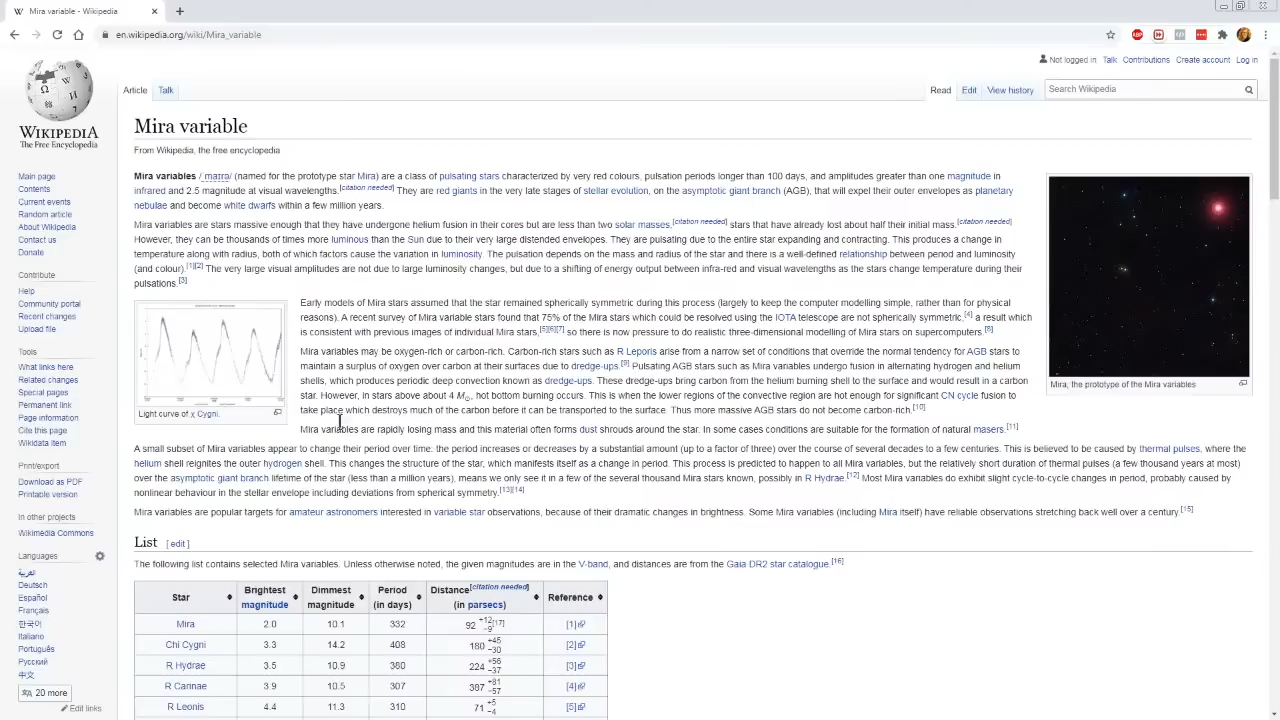 Mira variable - Wikipedia
en.wikipedia.org/wiki/Mira_variable
Not logged in Talk Contributions Create account Log in
Article Talk Read Edit View history Search Wikipedia
WIKIPEDIA
The Free Encyclopedia
Main page
Contents
Current events
Random article
About Wikipedia
Contact us
Donate
Contribute
Help
Community portal
Recent changes
Upload file
Tools
What links here
Related changes
Special pages
Permanent link
Page information
Cite this page
Wikidata item
Print/export
Download as PDF
Printable version
In other projects
Wikimedia Commons
Languages
العربية
Deutsch
Español
Français
한국어
Italiano
Português
Русский
中文
20 more
Edit links
Mira variable
From Wikipedia, the free encyclopedia
Mira variables /ˈmaɪrə/ (named for the prototype star Mira) are a class of pulsating stars characterized by very red colours, pulsation periods longer than 100 days, and amplitudes greater than one magnitude in
infrared and 2.5 magnitude at visual wavelengths.[citation needed] They are red giants in the very late stages of stellar evolution, on the asymptotic giant branch (AGB), that will expel their outer envelopes as planetary
nebulae and become white dwarfs within a few million years.
Mira variables are stars massive enough that they have undergone helium fusion in their cores but are less than two solar masses,[citation needed] stars that have already lost about half their initial mass.[citation needed]
However, they can be thousands of times more luminous than the Sun due to their very large distended envelopes. They are pulsating due to the entire star expanding and contracting. This produces a change in
temperature along with radius, both of which factors cause the variation in luminosity. The pulsation depends on the mass and radius of the star and there is a well-defined relationship between period and luminosity
(and colour).[1][2] The very large visual amplitudes are not due to large luminosity changes, but due to a shifting of energy output between infra-red and visual wavelengths as the stars change temperature during their
pulsations.[3]
Early models of Mira stars assumed that the star remained spherically symmetric during this process (largely to keep the computer modelling simple, rather than for physical
reasons). A recent survey of Mira variable stars found that 75% of the Mira stars which could be resolved using the IOTA telescope are not spherically symmetric,[4] a result which
is consistent with previous images of individual Mira stars,[5][6][7] so there is now pressure to do realistic three-dimensional modelling of Mira stars on supercomputers.[8]
Mira variables may be oxygen-rich or carbon-rich. Carbon-rich stars such as R Leporis arise from a narrow set of conditions that override the normal tendency for AGB stars to
maintain a surplus of oxygen over carbon at their surfaces due to dredge-ups.[9] Pulsating AGB stars such as Mira variables undergo fusion in alternating hydrogen and helium
shells, which produces periodic deep convection known as dredge-ups. These dredge-ups bring carbon from the helium burning shell to the surface and would result in a carbon
star. However, in stars above about 4 M☉, hot bottom burning occurs. This is when the lower regions of the convective region are hot enough for significant CN cycle fusion to
take place which destroys much of the carbon before it can be transported to the surface. Thus more massive AGB stars do not become carbon-rich.[10]
Mira variables are rapidly losing mass and this material often forms dust shrouds around the star. In some cases conditions are suitable for the formation of natural masers.[11]
Light curve of χ Cygni.
Mira, the prototype of the Mira variables
A small subset of Mira variables appear to change their period over time: the period increases or decreases by a substantial amount (up to a factor of three) over the course of several decades to a few centuries. This is believed to be caused by thermal pulses, where the
helium shell reignites the outer hydrogen shell. This changes the structure of the star, which manifests itself as a change in period. This process is predicted to happen to all Mira variables, but the relatively short duration of thermal pulses (a few thousand years at most)
over the asymptotic giant branch lifetime of the star (less than a million years), means we only see it in a few of the several thousand Mira stars known, possibly in R Hydrae.[12] Most Mira variables do exhibit slight cycle-to-cycle changes in period, probably caused by
nonlinear behaviour in the stellar envelope including deviations from spherical symmetry.[13][14]
Mira variables are popular targets for amateur astronomers interested in variable star observations, because of their dramatic changes in brightness. Some Mira variables (including Mira itself) have reliable observations stretching back well over a century.[15]
List [ edit ]
The following list contains selected Mira variables. Unless otherwise noted, the given magnitudes are in the V-band, and distances are from the Gaia DR2 star catalogue.[16]
Star Brightest magnitude Dimmest magnitude Period (in days) Distance[citation needed] (in parsecs) Reference
Mira 2.0 10.1 332 92 +12 −9 [17] [1]
Chi Cygni 3.3 14.2 408 180 +45 −30 [2]
R Hydrae 3.5 10.9 380 224 +56 −37 [3]
R Carinae 3.9 10.5 307 387 +81 −57 [4]
R Leonis 4.4 11.3 310 71 +5 −4 [5]